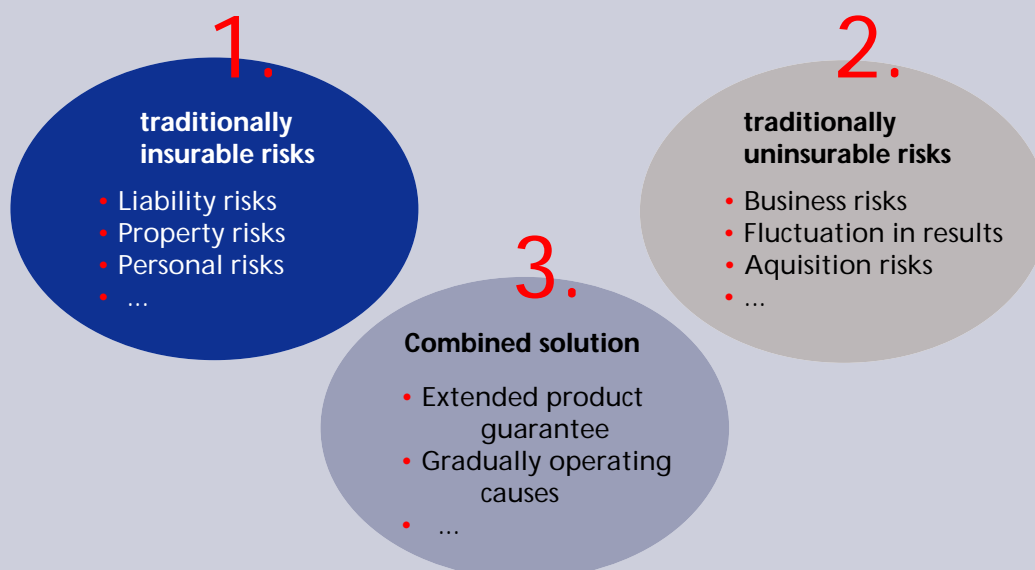 1.
traditionally
insurable risks
• Liability risks
• Property risks
• Personal risks
• ...
2.
traditionally
uninsurable risks
• Business risks
• Fluctuation in results
• Aquisition risks
• ...
3.
Combined solution
• Extended product
guarantee
• Gradually operating
causes
• ...